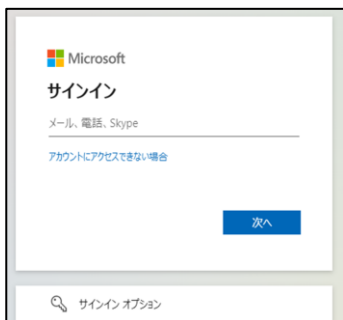 Microsoft
サインイン
メール、電話、Skype
アカウントにアクセスできない場合
次へ
サインイン オプション